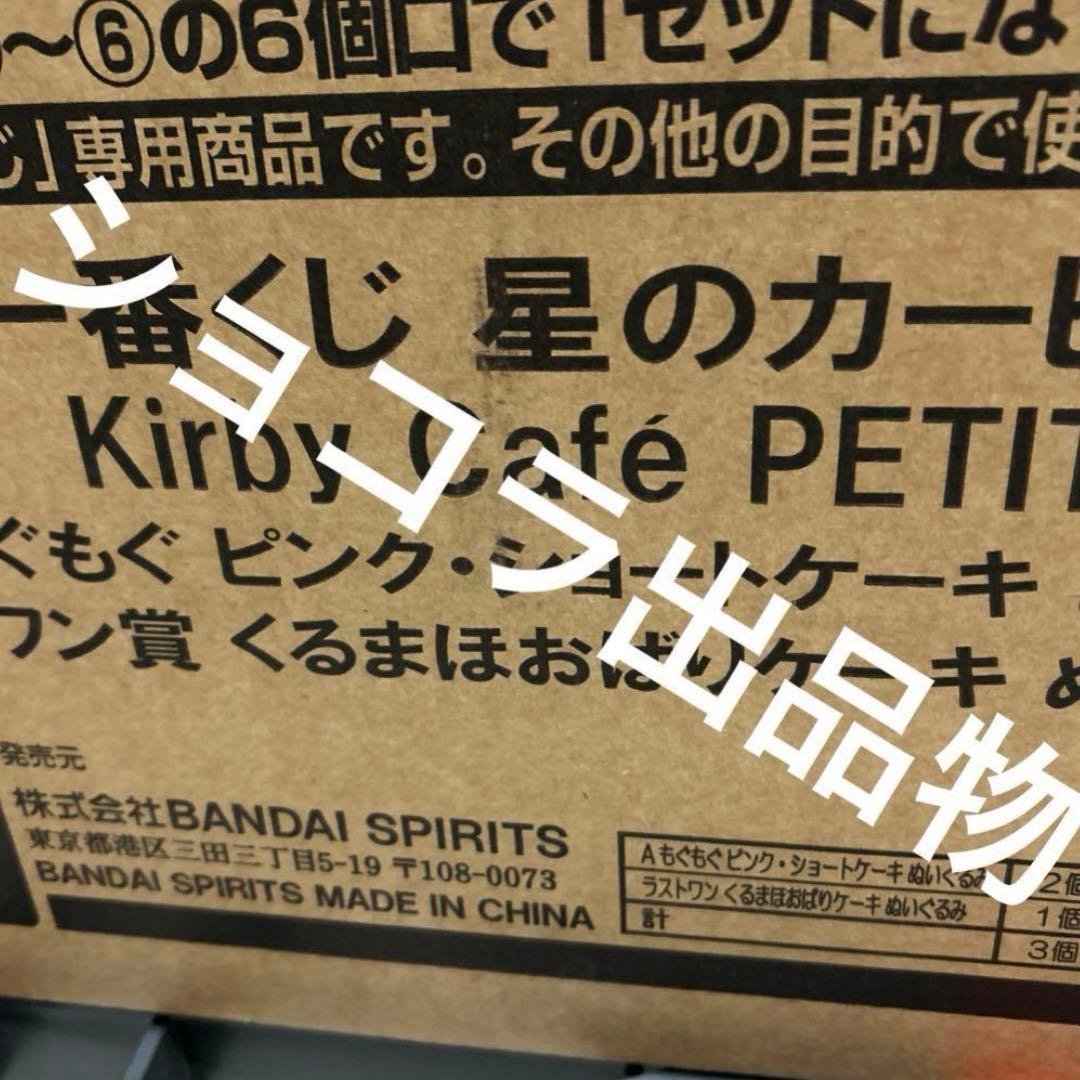 ～⑥の6個口で1セットにな
じ」専用商品です。その他の目的で使
一番くじ 星のカービ
Kirby Café PETIT
ぐもぐ ピンク・ショートケーキ
ワン賞 くるまほおばりケーキ ぬ
ショコラ出品物
発売元
株式会社BANDAI SPIRITS
東京都港区三田三丁目5-19 〒108-0073
BANDAI SPIRITS MADE IN CHINA
A もぐもぐ ピンク・ショートケーキ ぬいぐるみ 2個
ラストワン くるまほおばりケーキ ぬいぐるみ 1個
計 3個